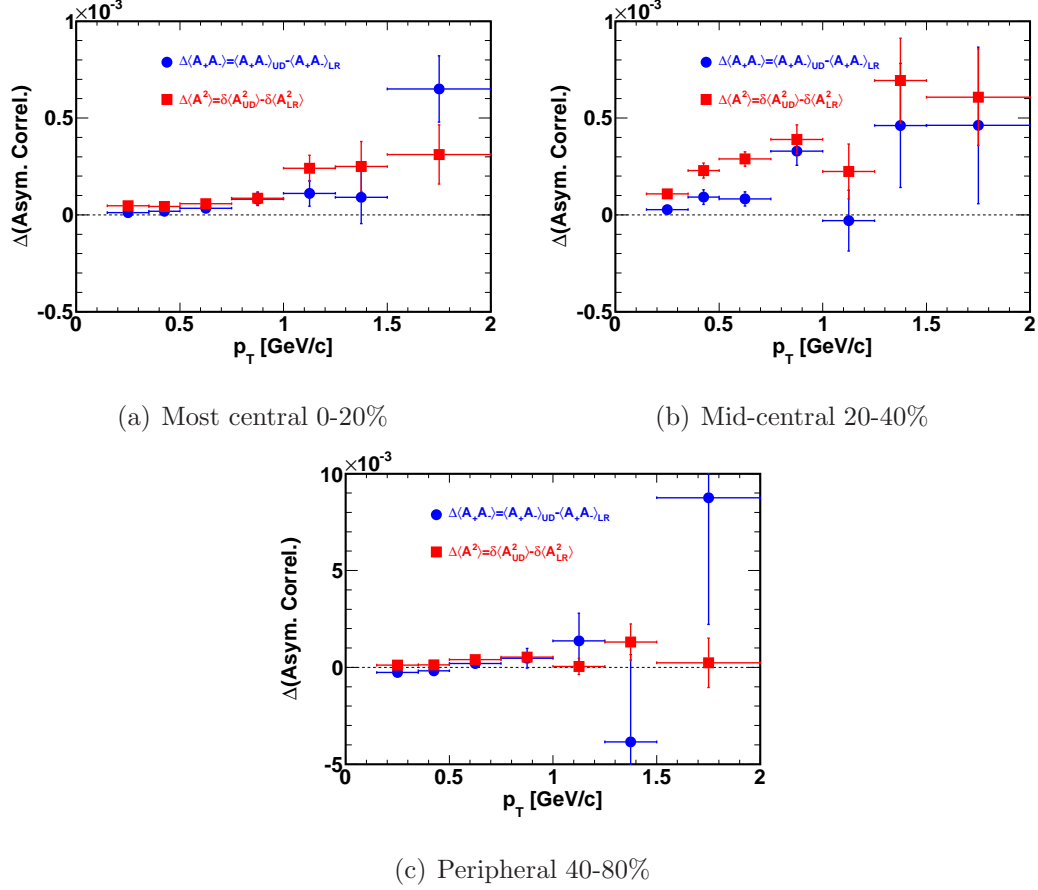 ×10⁻³
1
0.5
0
-0.5
Δ(Asym. Correl.)
Δ⟨A₊A₋⟩=⟨A₊A₋⟩UD-⟨A₊A₋⟩LR
Δ⟨A²⟩=δ⟨A²UD⟩-δ⟨A²LR⟩
0 0.5 1 1.5 2
p_T [GeV/c]
(a) Most central 0-20%
×10⁻³
1
0.5
0
-0.5
Δ(Asym. Correl.)
Δ⟨A₊A₋⟩=⟨A₊A₋⟩UD-⟨A₊A₋⟩LR
Δ⟨A²⟩=δ⟨A²UD⟩-δ⟨A²LR⟩
0 0.5 1 1.5 2
p_T [GeV/c]
(b) Mid-central 20-40%
×10⁻³
10
5
0
-5
Δ(Asym. Correl.)
Δ⟨A₊A₋⟩=⟨A₊A₋⟩UD-⟨A₊A₋⟩LR
Δ⟨A²⟩=δ⟨A²UD⟩-δ⟨A²LR⟩
0 0.5 1 1.5 2
p_T [GeV/c]
(c) Peripheral 40-80%